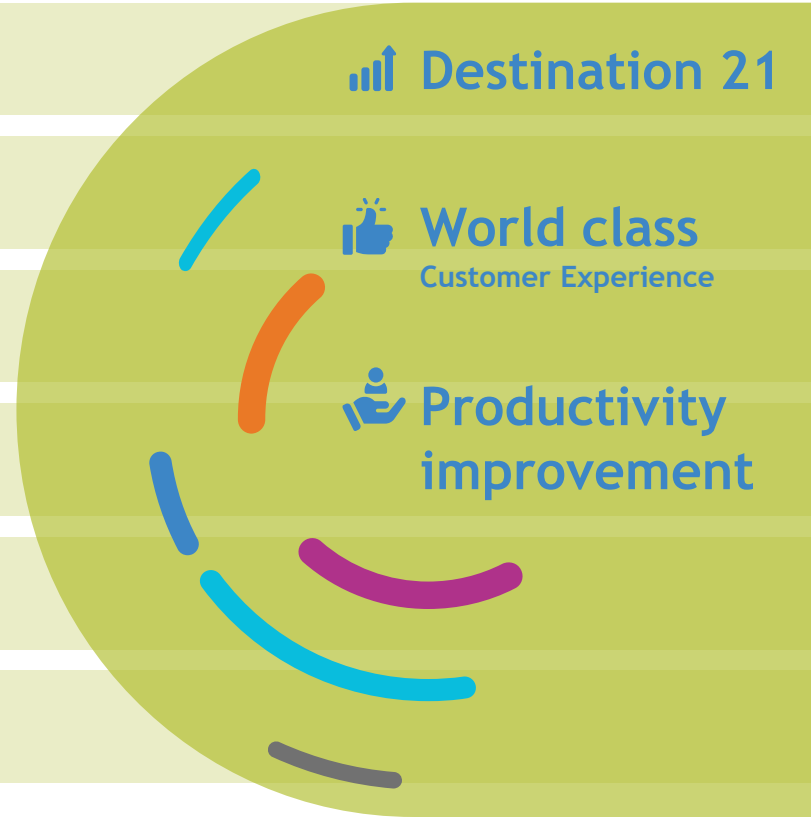 Destination 21
World class
Customer Experience
Productivity
improvement